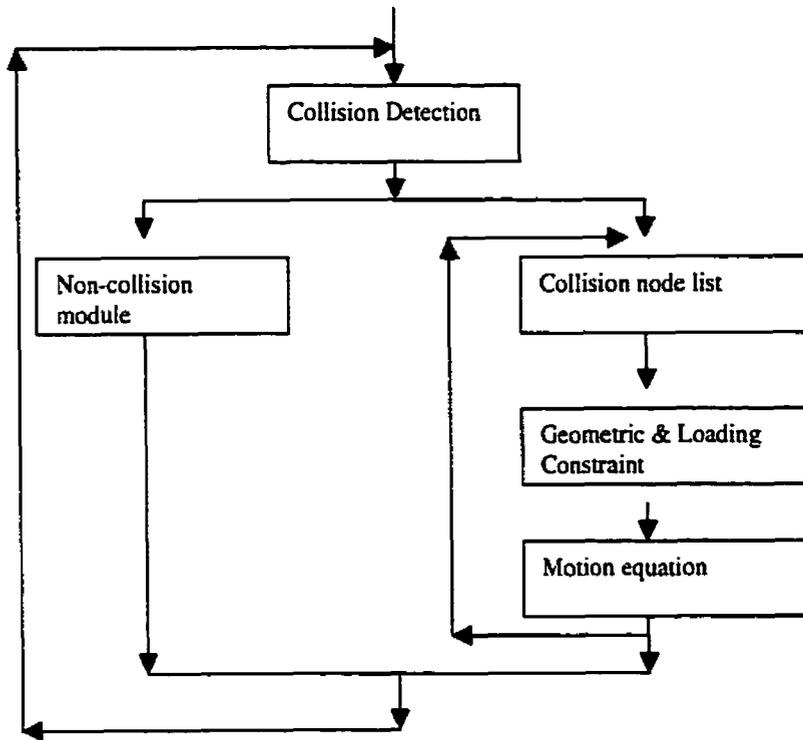 Collision Detection
Non-collision
module
Collision node list
Geometric & Loading
Constraint
Motion equation